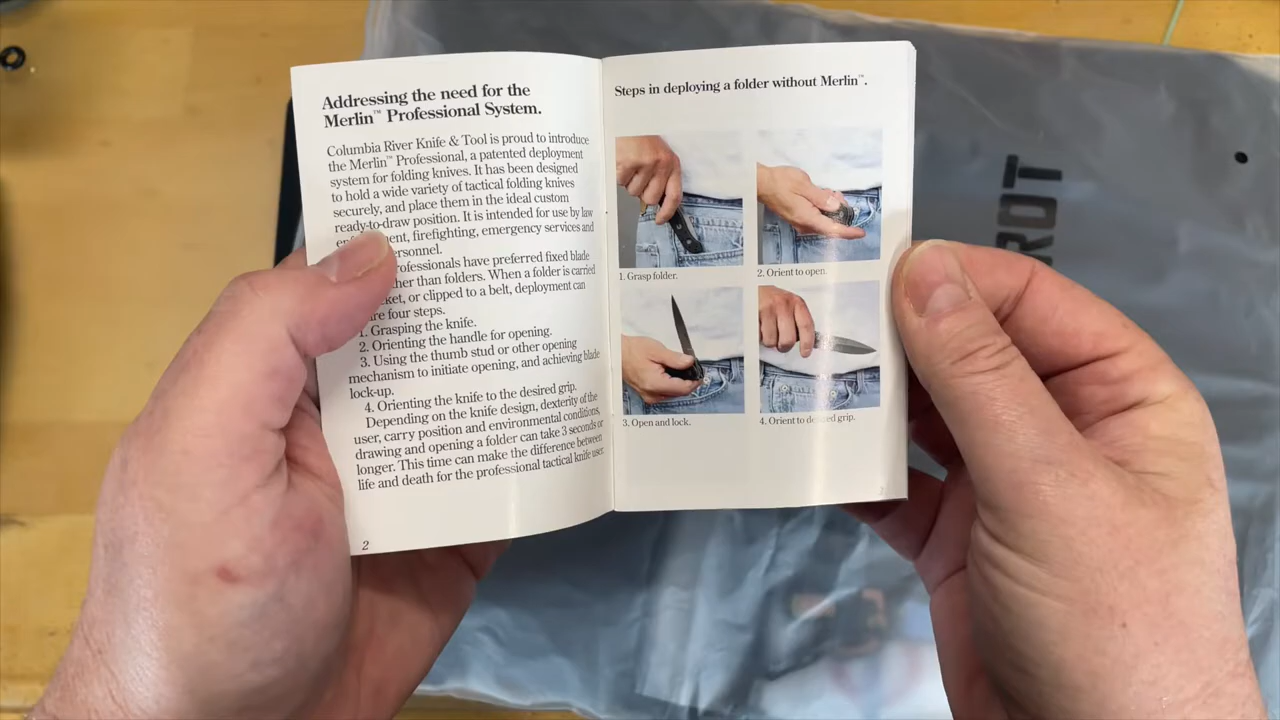 Addressing the need for the
Merlin™ Professional System.
Columbia River Knife & Tool is proud to introduce
the Merlin™ Professional, a patented deployment
system for folding knives. It has been designed
to hold a wide variety of tactical folding knives
securely, and place them in the ideal custom
ready-to-draw position. It is intended for use by law
ent, firefighting, emergency services and
ersonnel.
rofessionals have preferred fixed blade
ther than folders. When a folder is carried
ket, or clipped to a belt, deployment can
re four steps.
1. Grasping the knife.
2. Orienting the handle for opening.
3. Using the thumb stud or other opening
mechanism to initiate opening, and achieving blade
lock-up.
4. Orienting the knife to the desired grip.
Depending on the knife design, dexterity of the
user, carry position and environmental conditions,
drawing and opening a folder can take 3 seconds or
longer. This time can make the difference between
life and death for the professional tactical knife user.
2
Steps in deploying a folder without Merlin™.
1. Grasp folder.
2. Orient to open.
3. Open and lock.
4. Orient to desired grip.
ROT